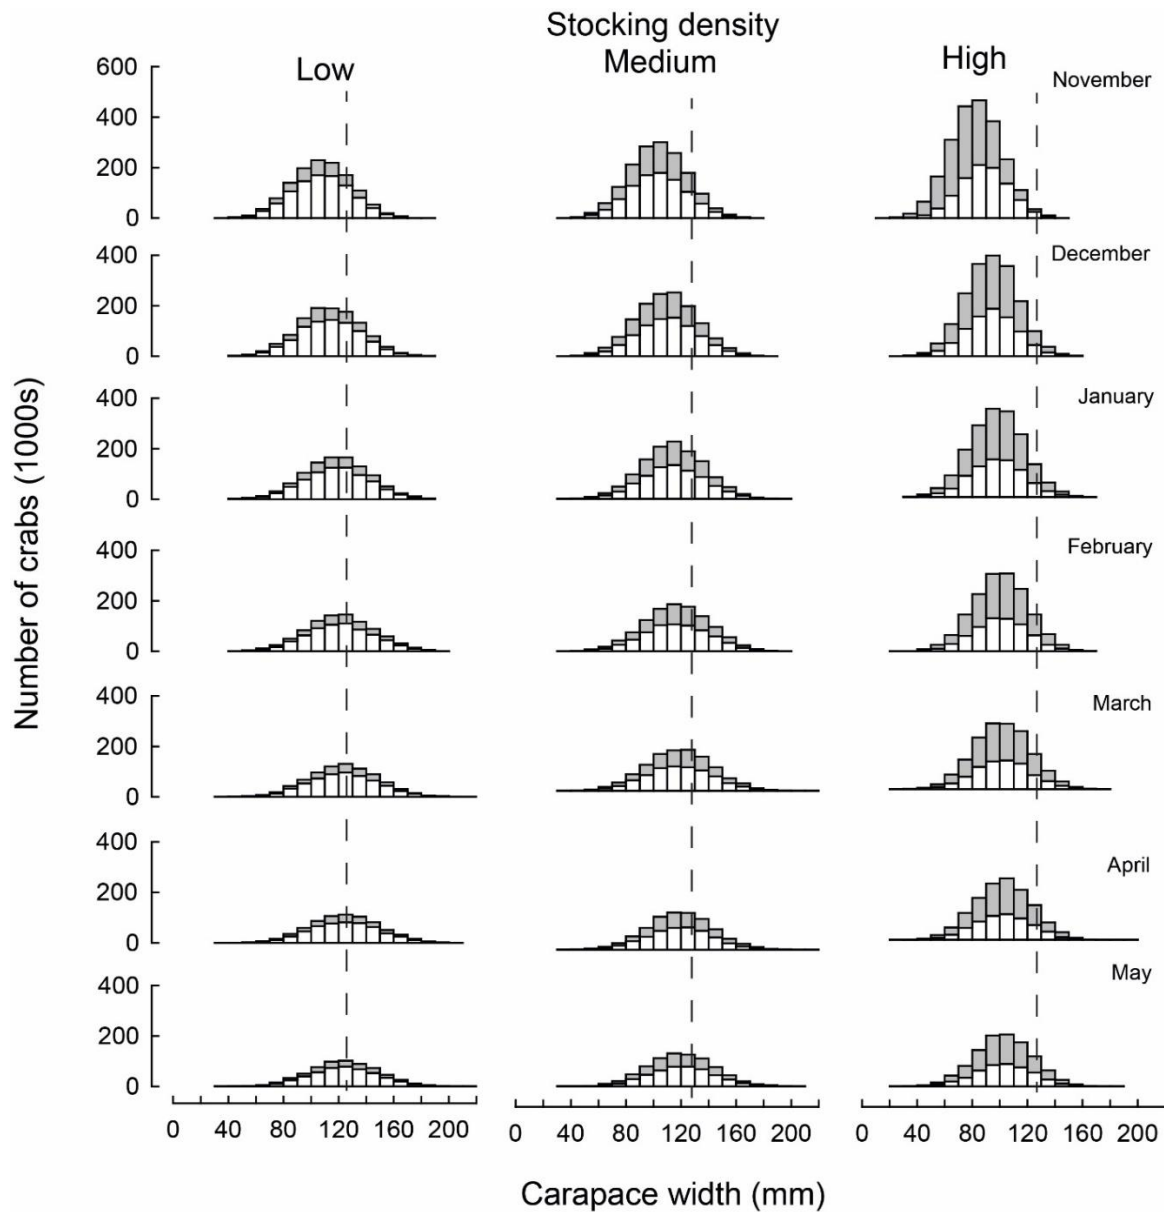 Stocking density
Low Medium High
600
400
200
0
November
400
200
0
December
400
200
0
January
400
200
0
February
400
200
0
March
400
200
0
April
400
200
0
May
Number of crabs (1000s)
0 40 80 120 160 200 0 40 80 120 160 200 0 40 80 120 160 200
Carapace width (mm)